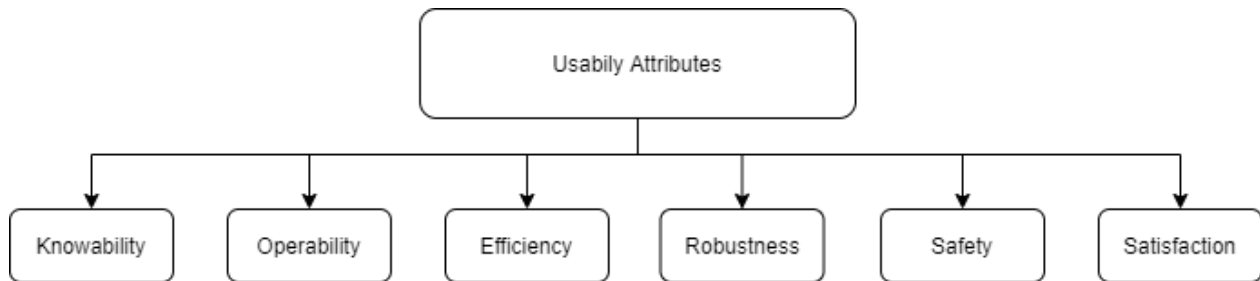 Usabily Attributes
Knowability
Operability
Efficiency
Robustness
Safety
Satisfaction